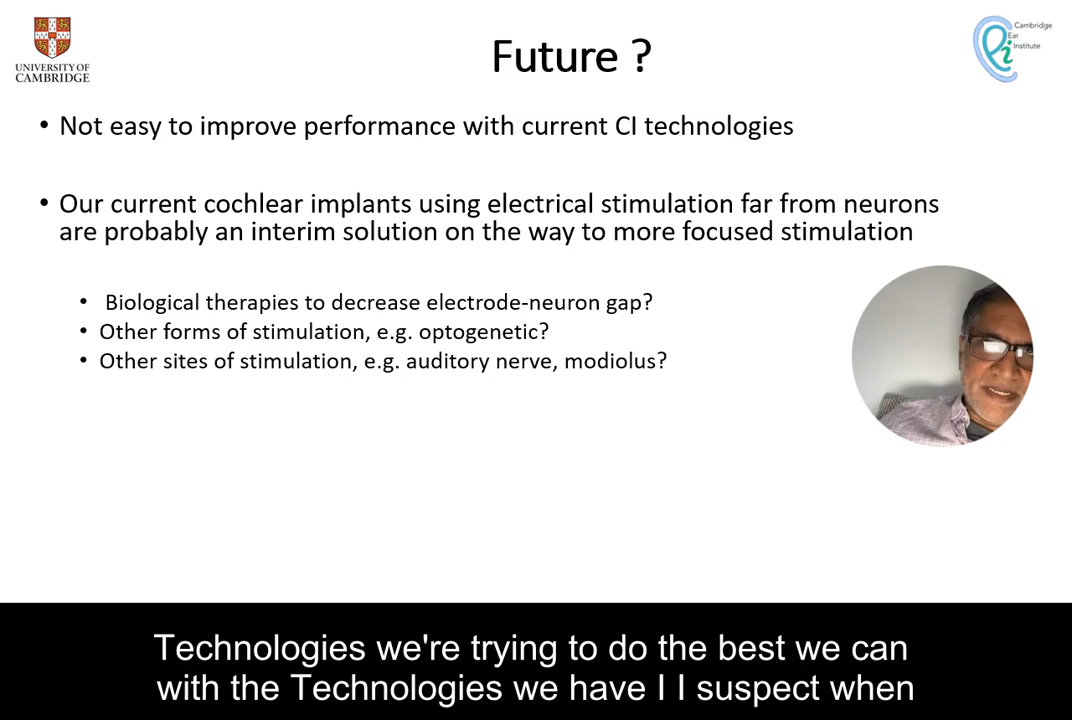 UNIVERSITY OF
CAMBRIDGE
Future ?
Cambridge
Ear
Institute
• Not easy to improve performance with current CI technologies
• Our current cochlear implants using electrical stimulation far from neurons
are probably an interim solution on the way to more focused stimulation
• Biological therapies to decrease electrode-neuron gap?
• Other forms of stimulation, e.g. optogenetic?
• Other sites of stimulation, e.g. auditory nerve, modiolus?
Technologies we're trying to do the best we can
with the Technologies we have I I suspect when